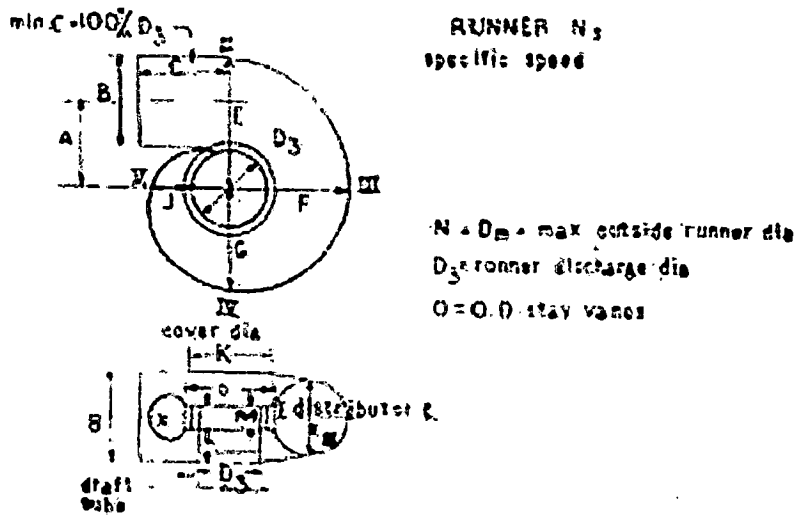 min. C = 100% D3
RUNNER Ns
specific speed
II
C
B
E
A
D3
V
III
J
F
G
N = Dm = max outside runner dia
D3 = runner discharge dia
O = O.D. stay vanes
IV
cover dia
K
B
distributor
D3
draft
tube